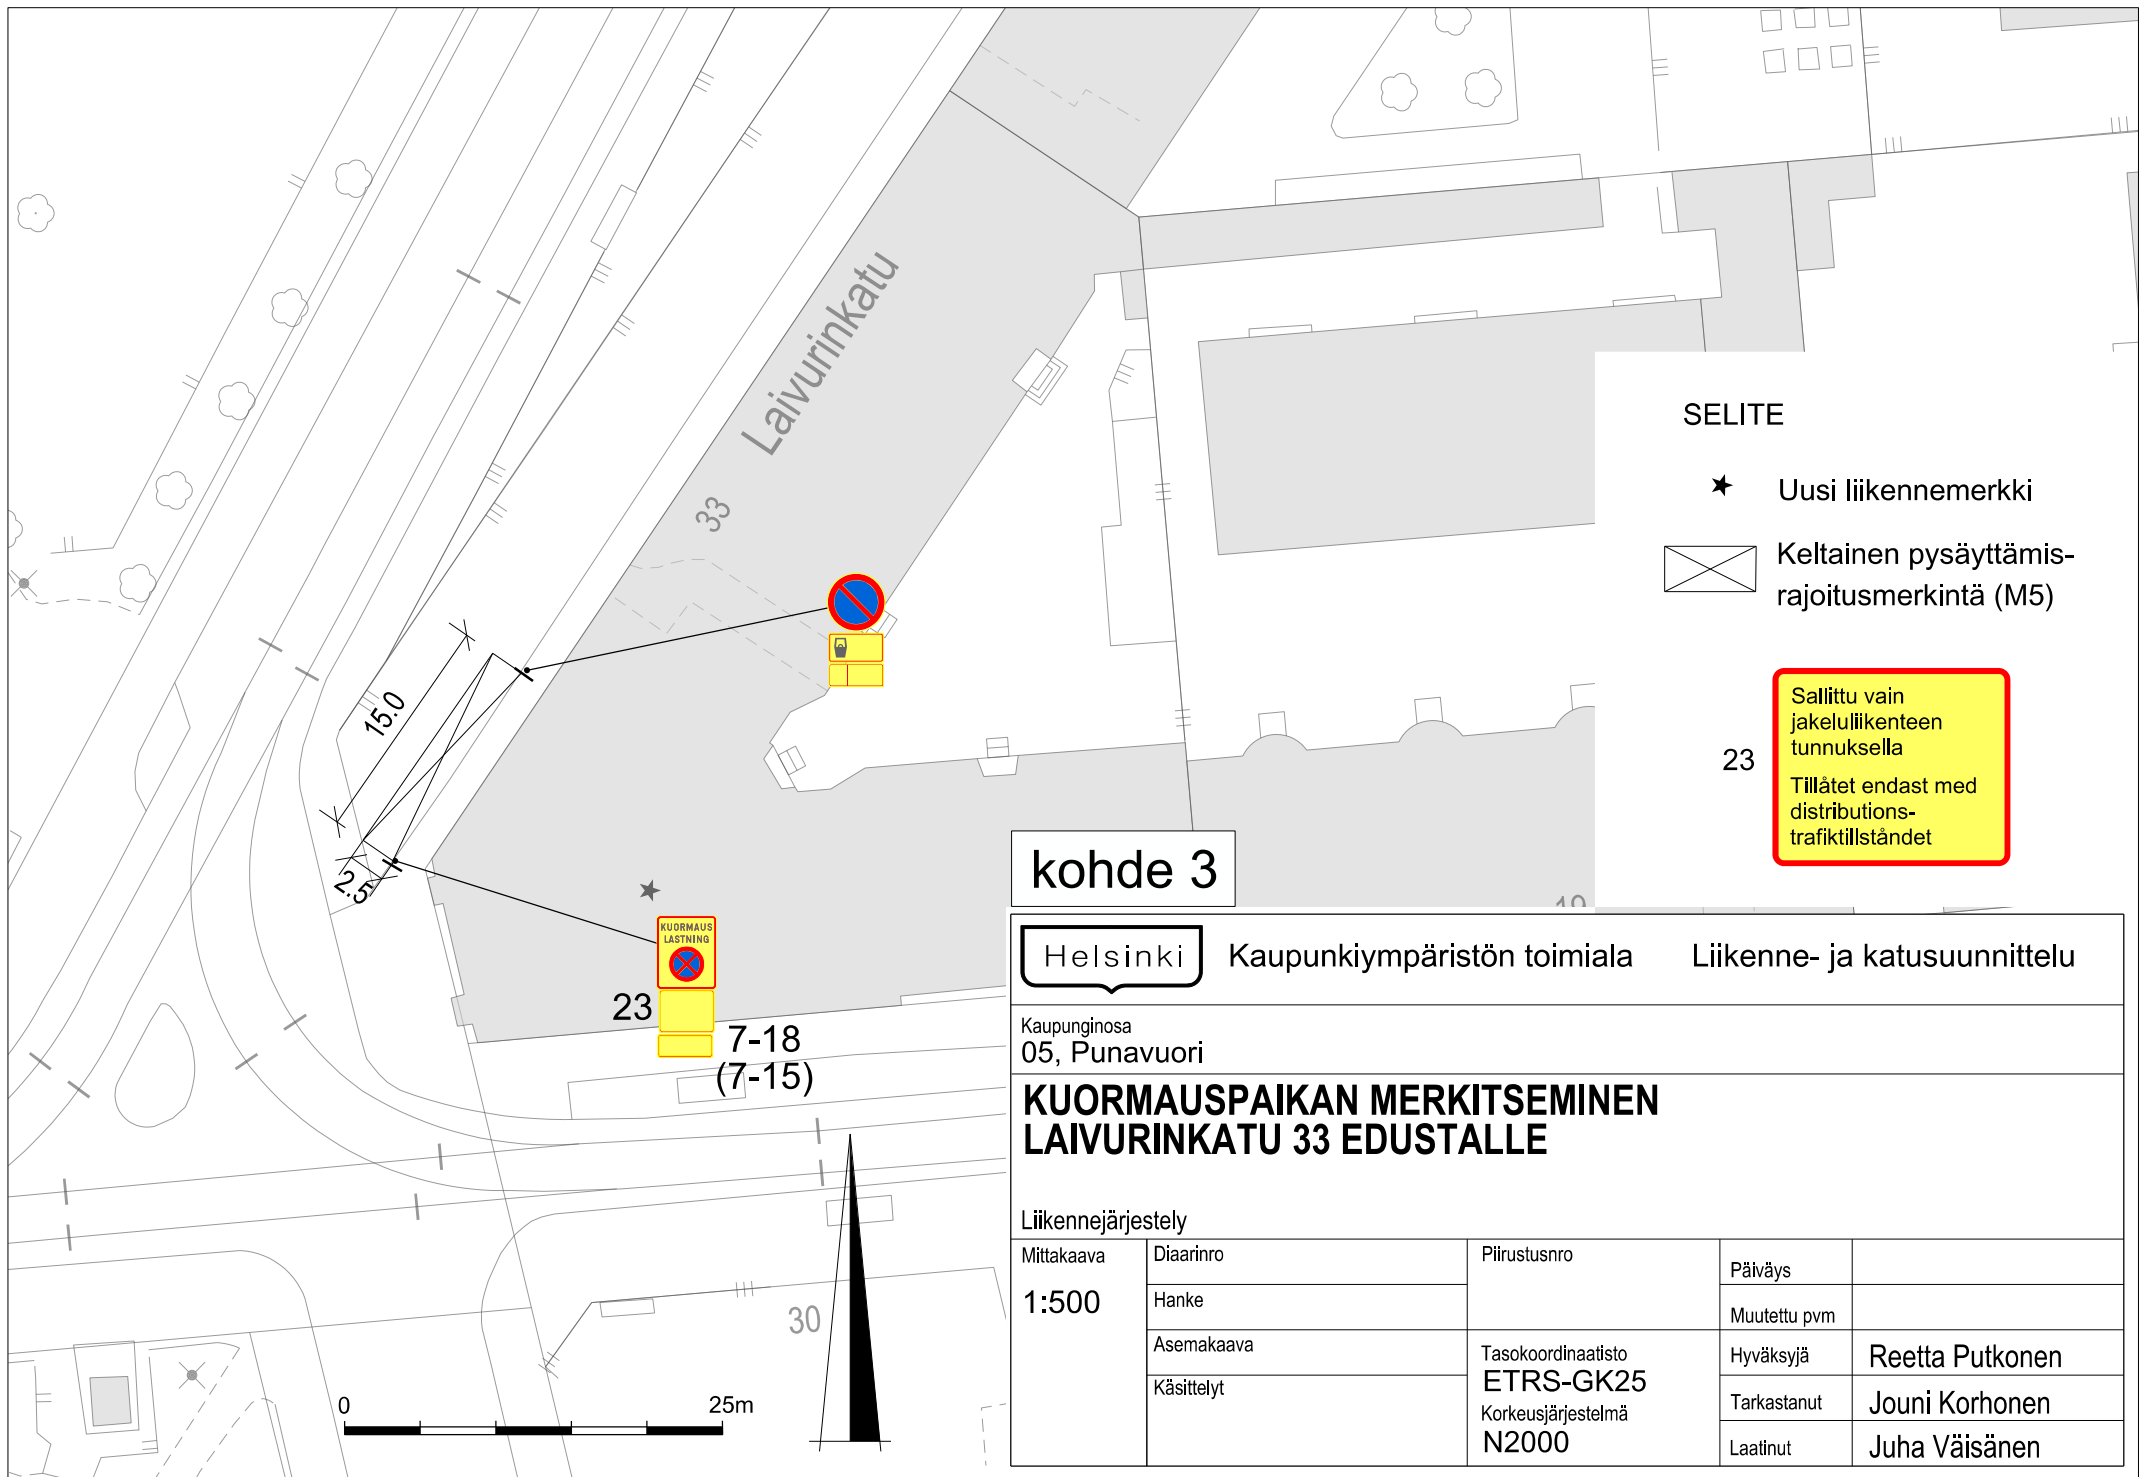 Laivurinkatu
33
15.0
2.5
KUORMAUS
LASTNING
23
7-18
(7-15)
30
0
25m
SELITE
Uusi liikennemerkki
Keltainen pysäyttämis-
rajoitusmerkintä (M5)
23
Sallittu vain
jakeluliikenteen
tunnuksella
Tillåtet endast med
distributions-
trafiktillståndet
kohde 3
Helsinki
Kaupunkiympäristön toimiala
Liikenne- ja katusuunnittelu
Kaupunginosa
05, Punavuori
KUORMAUSPAIKAN MERKITSEMINEN
LAIVURINKATU 33 EDUSTALLE
Liikennejärjestely
Mittakaava
1:500
Diaarinro
Hanke
Asemakaava
Käsittelyt
Piirustusnro
Tasokoordinaatisto
ETRS-GK25
Korkeusjärjestelmä
N2000
Päiväys
Muutettu pvm
Hyväksyjä
Reetta Putkonen
Tarkastanut
Jouni Korhonen
Laatinut
Juha Väisänen